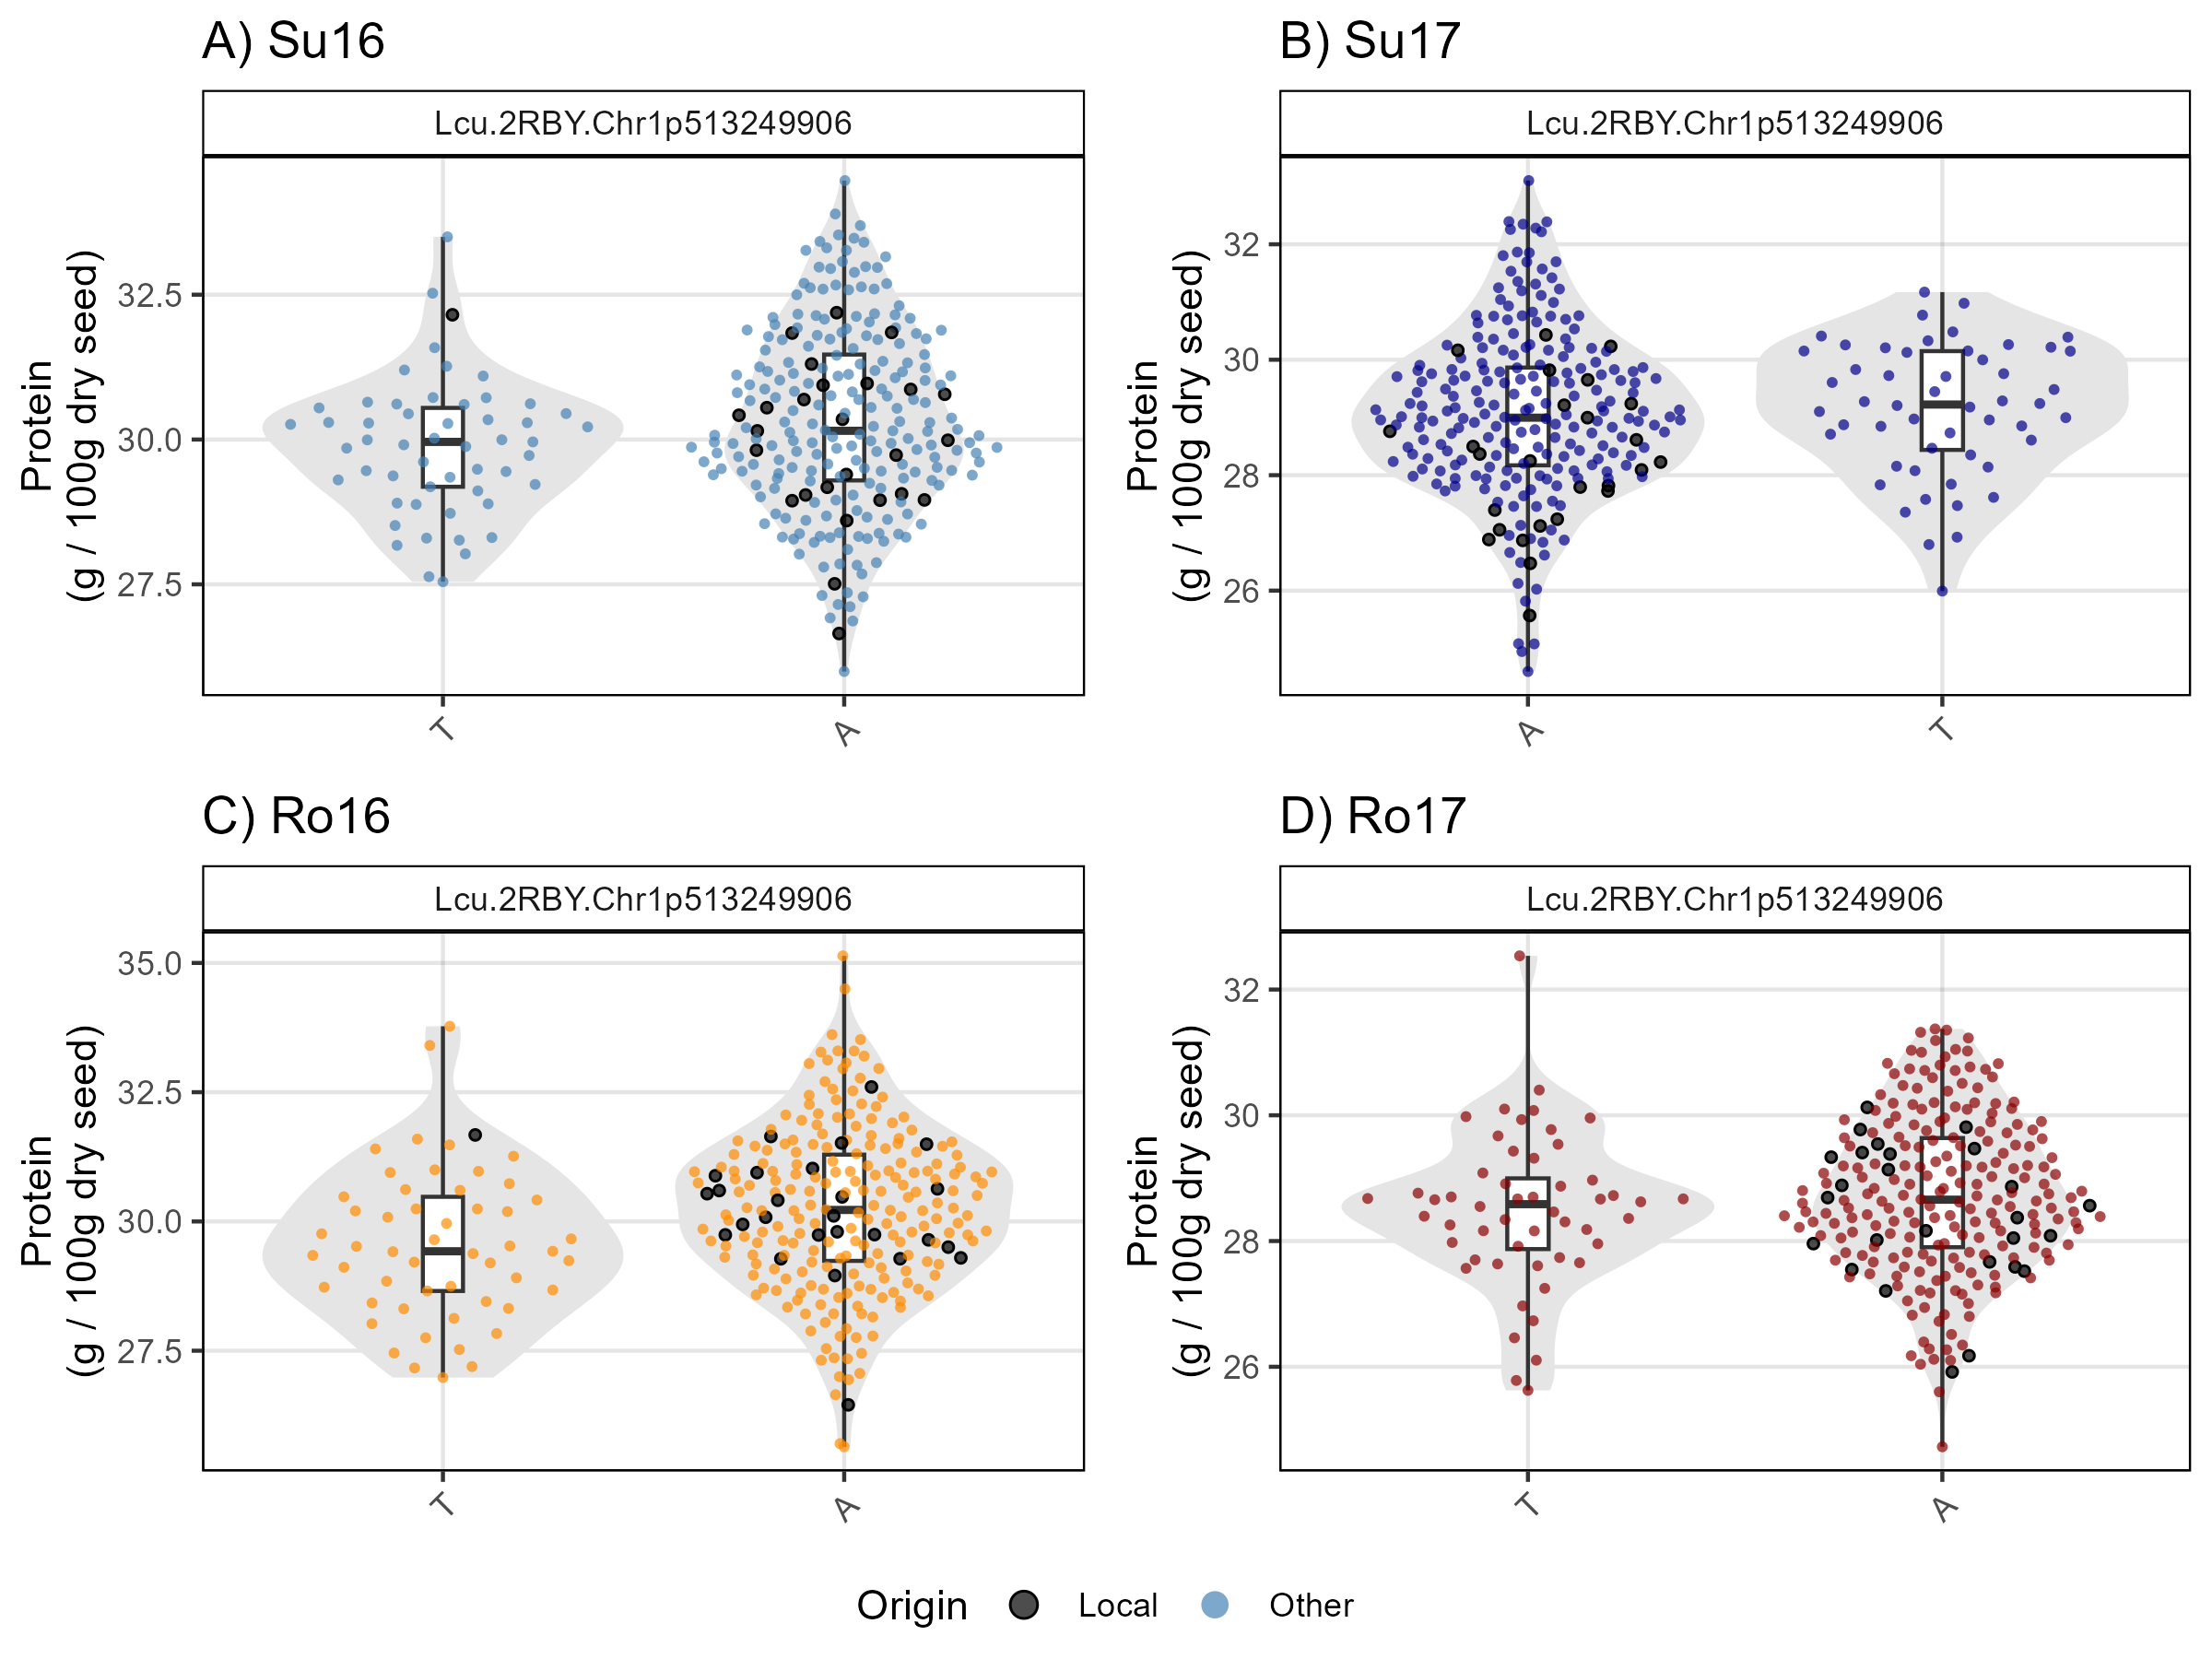 A) Su16
Lcu.2RBY.Chr1p513249906
Protein
(g / 100g dry seed)
32.5
30.0
27.5
T
A
B) Su17
Lcu.2RBY.Chr1p513249906
Protein
(g / 100g dry seed)
32
30
28
26
A
T
C) Ro16
Lcu.2RBY.Chr1p513249906
Protein
(g / 100g dry seed)
35.0
32.5
30.0
27.5
T
A
D) Ro17
Lcu.2RBY.Chr1p513249906
Protein
(g / 100g dry seed)
32
30
28
26
T
A
Origin Local Other